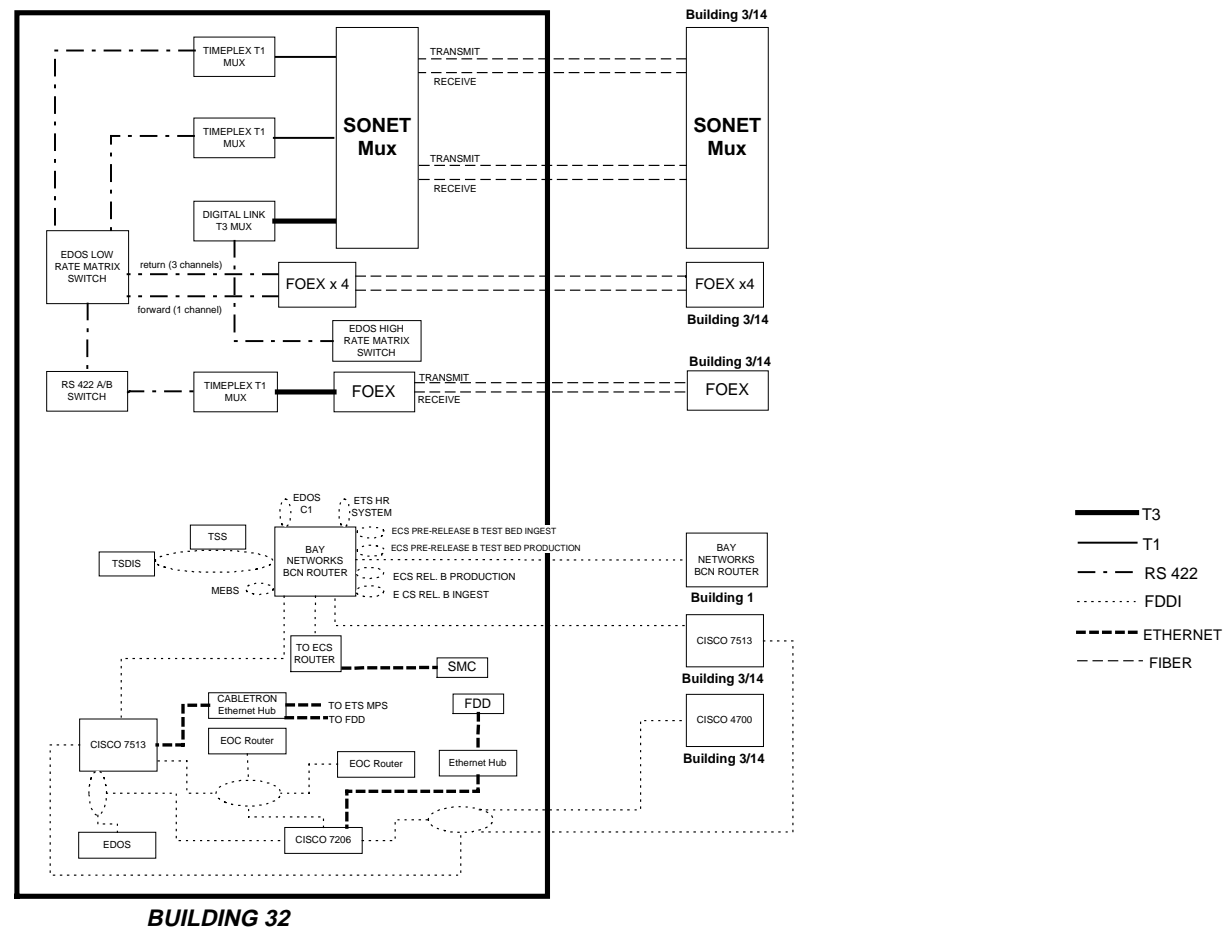 Building 3/14
TIMEPLEX T1
MUX
TRANSMIT
RECEIVE
SONET
Mux
SONET
Mux
TIMEPLEX T1
MUX
TRANSMIT
RECEIVE
DIGITAL LINK
T3 MUX
EDOS LOW
RATE MATRIX
SWITCH
return (3 channels)
forward (1 channel)
FOEX x 4
FOEX x4
Building 3/14
EDOS HIGH
RATE MATRIX
SWITCH
Building 3/14
RS 422 A/B
SWITCH
TIMEPLEX T1
MUX
FOEX
TRANSMIT
RECEIVE
FOEX
EDOS
C1
ETS HR
SYSTEM
ECS PRE-RELEASE B TEST BED INGEST
ECS PRE-RELEASE B TEST BED PRODUCTION
ECS REL. B PRODUCTION
E CS REL. B INGEST
TSS
TSDIS
MEBS
BAY
NETWORKS
BCN ROUTER
BAY
NETWORKS
BCN ROUTER
Building 1
TO ECS
ROUTER
SMC
CISCO 7513
Building 3/14
CABLETRON
Ethernet Hub
TO ETS MPS
TO FDD
FDD
CISCO 4700
Building 3/14
CISCO 7513
EOC Router
EOC Router
Ethernet Hub
EDOS
CISCO 7206
BUILDING 32
T3
T1
RS 422
FDDI
ETHERNET
FIBER